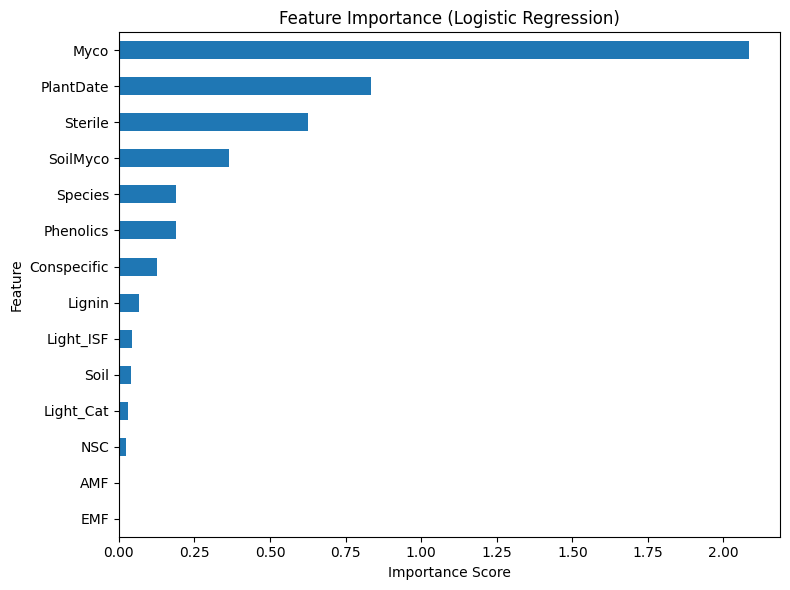 Feature Importance (Logistic Regression)
Myco
PlantDate
Sterile
SoilMyco
Species
Phenolics
Conspecific
Lignin
Light_ISF
Soil
Light_Cat
NSC
AMF
EMF
Feature
0.00 0.25 0.50 0.75 1.00 1.25 1.50 1.75 2.00
Importance Score